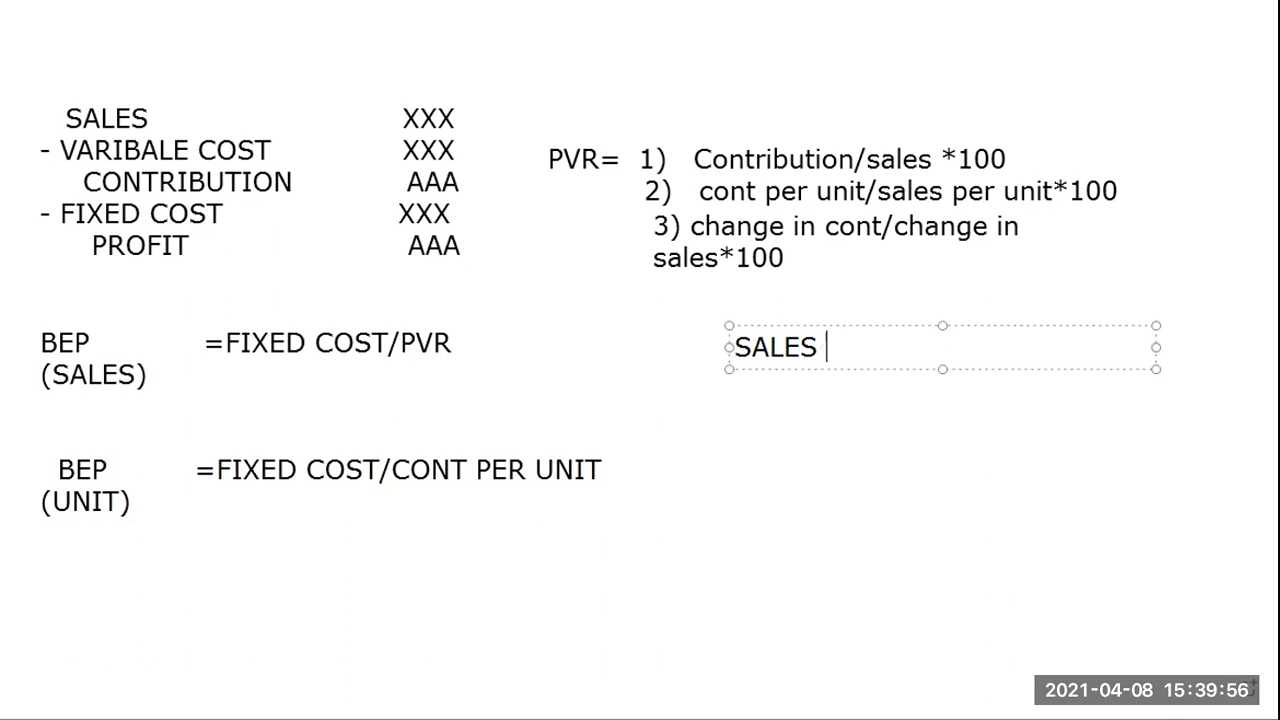 SALES XXX
- VARIBALE COST XXX
CONTRIBUTION AAA
- FIXED COST XXX
PROFIT AAA
PVR= 1) Contribution/sales *100
2) cont per unit/sales per unit*100
3) change in cont/change in
sales*100
BEP =FIXED COST/PVR
(SALES)
SALES
BEP =FIXED COST/CONT PER UNIT
(UNIT)
2021-04-08 15:39:56